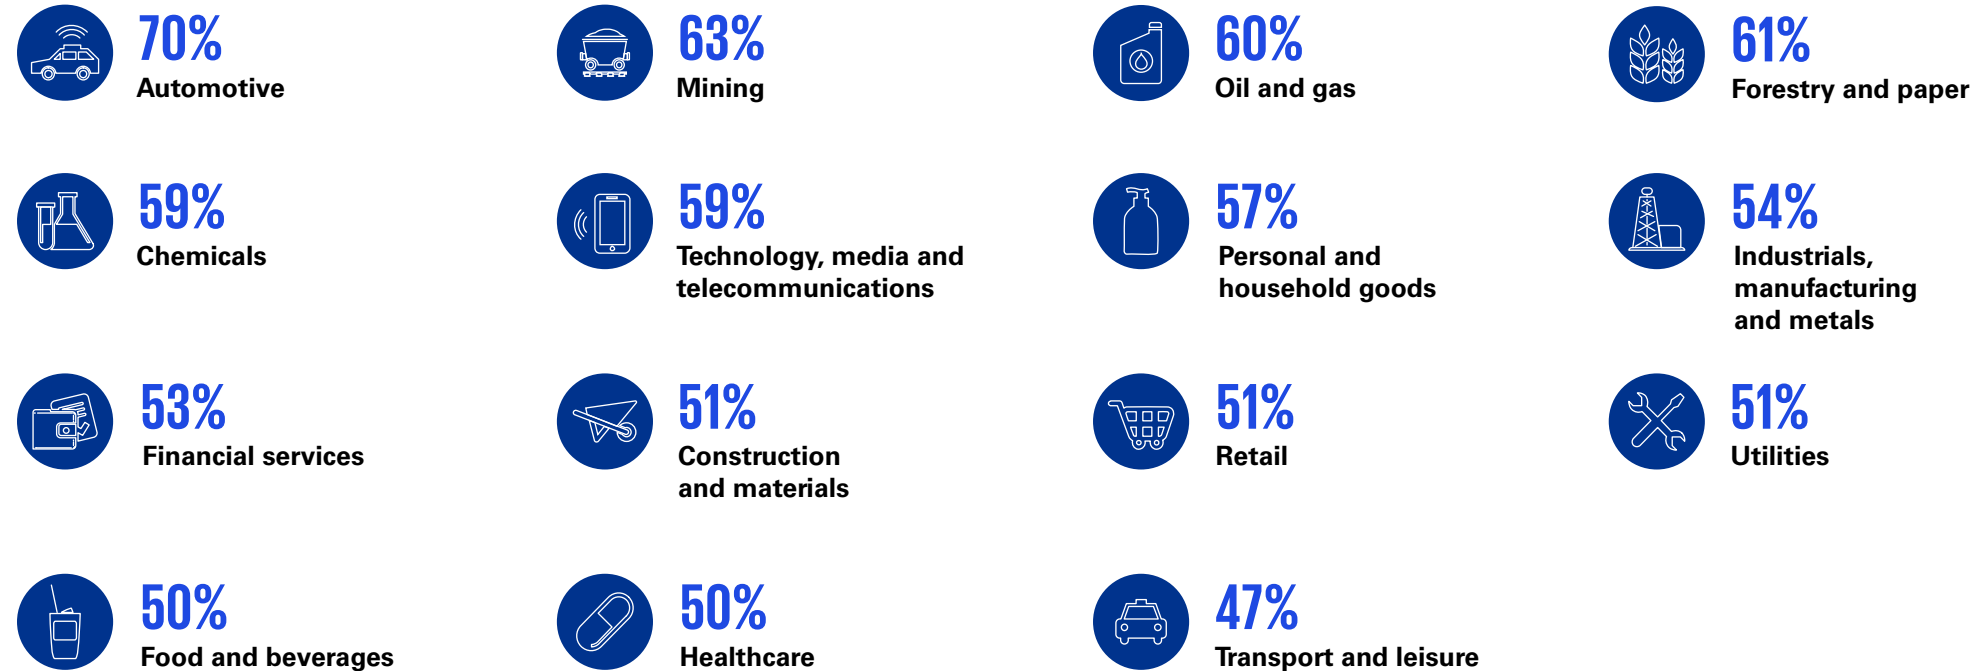 70%
Automotive
63%
Mining
60%
Oil and gas
61%
Forestry and paper
59%
Chemicals
59%
Technology, media and
telecommunications
57%
Personal and
household goods
54%
Industrials,
manufacturing
and metals
53%
Financial services
51%
Construction
and materials
51%
Retail
51%
Utilities
50%
Food and beverages
50%
Healthcare
47%
Transport and leisure